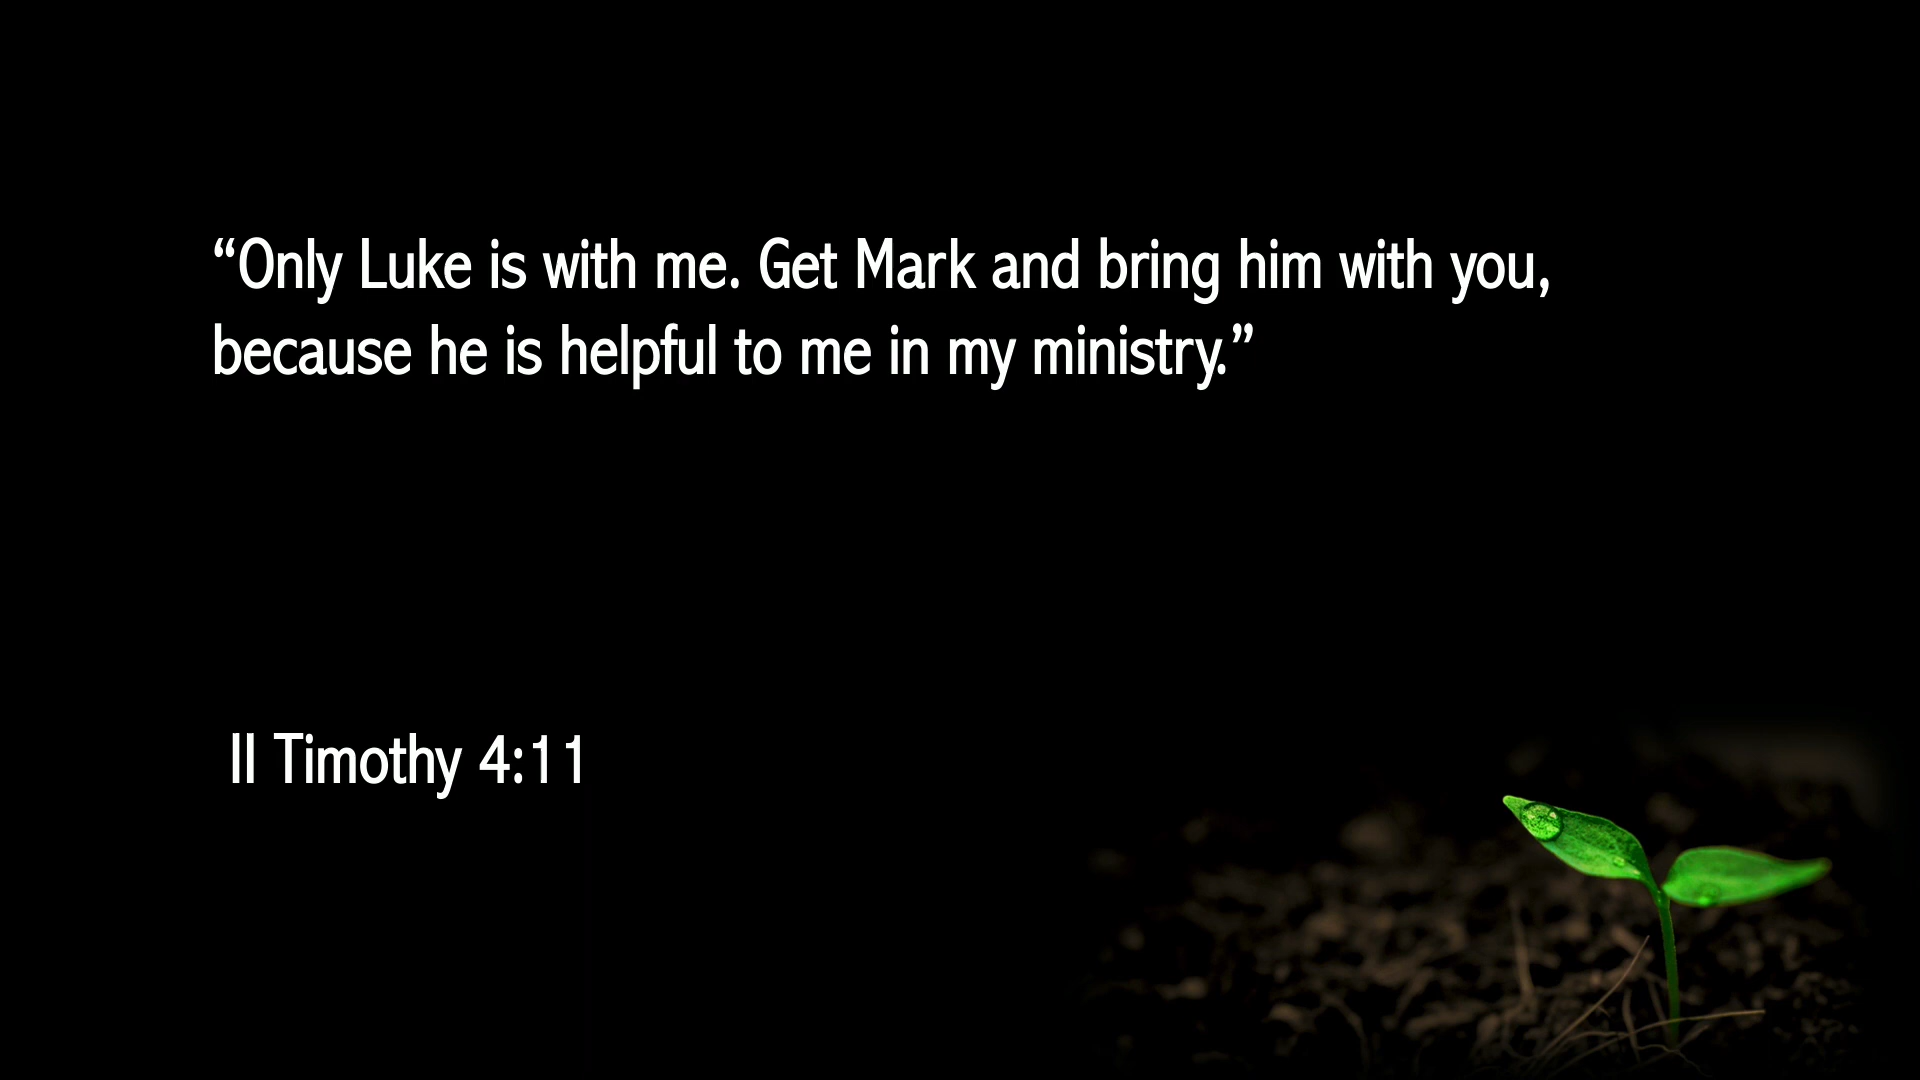 “Only Luke is with me. Get Mark and bring him with you,
because he is helpful to me in my ministry.”
II Timothy 4:11